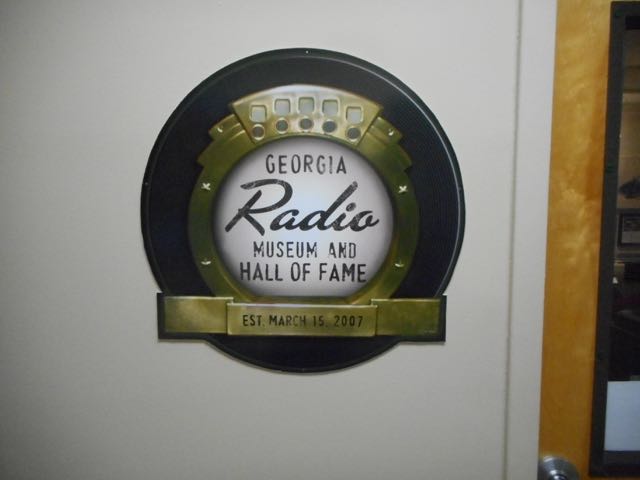 GEORGIA
Radio
MUSEUM AND
HALL OF FAME
EST. MARCH 15, 2007